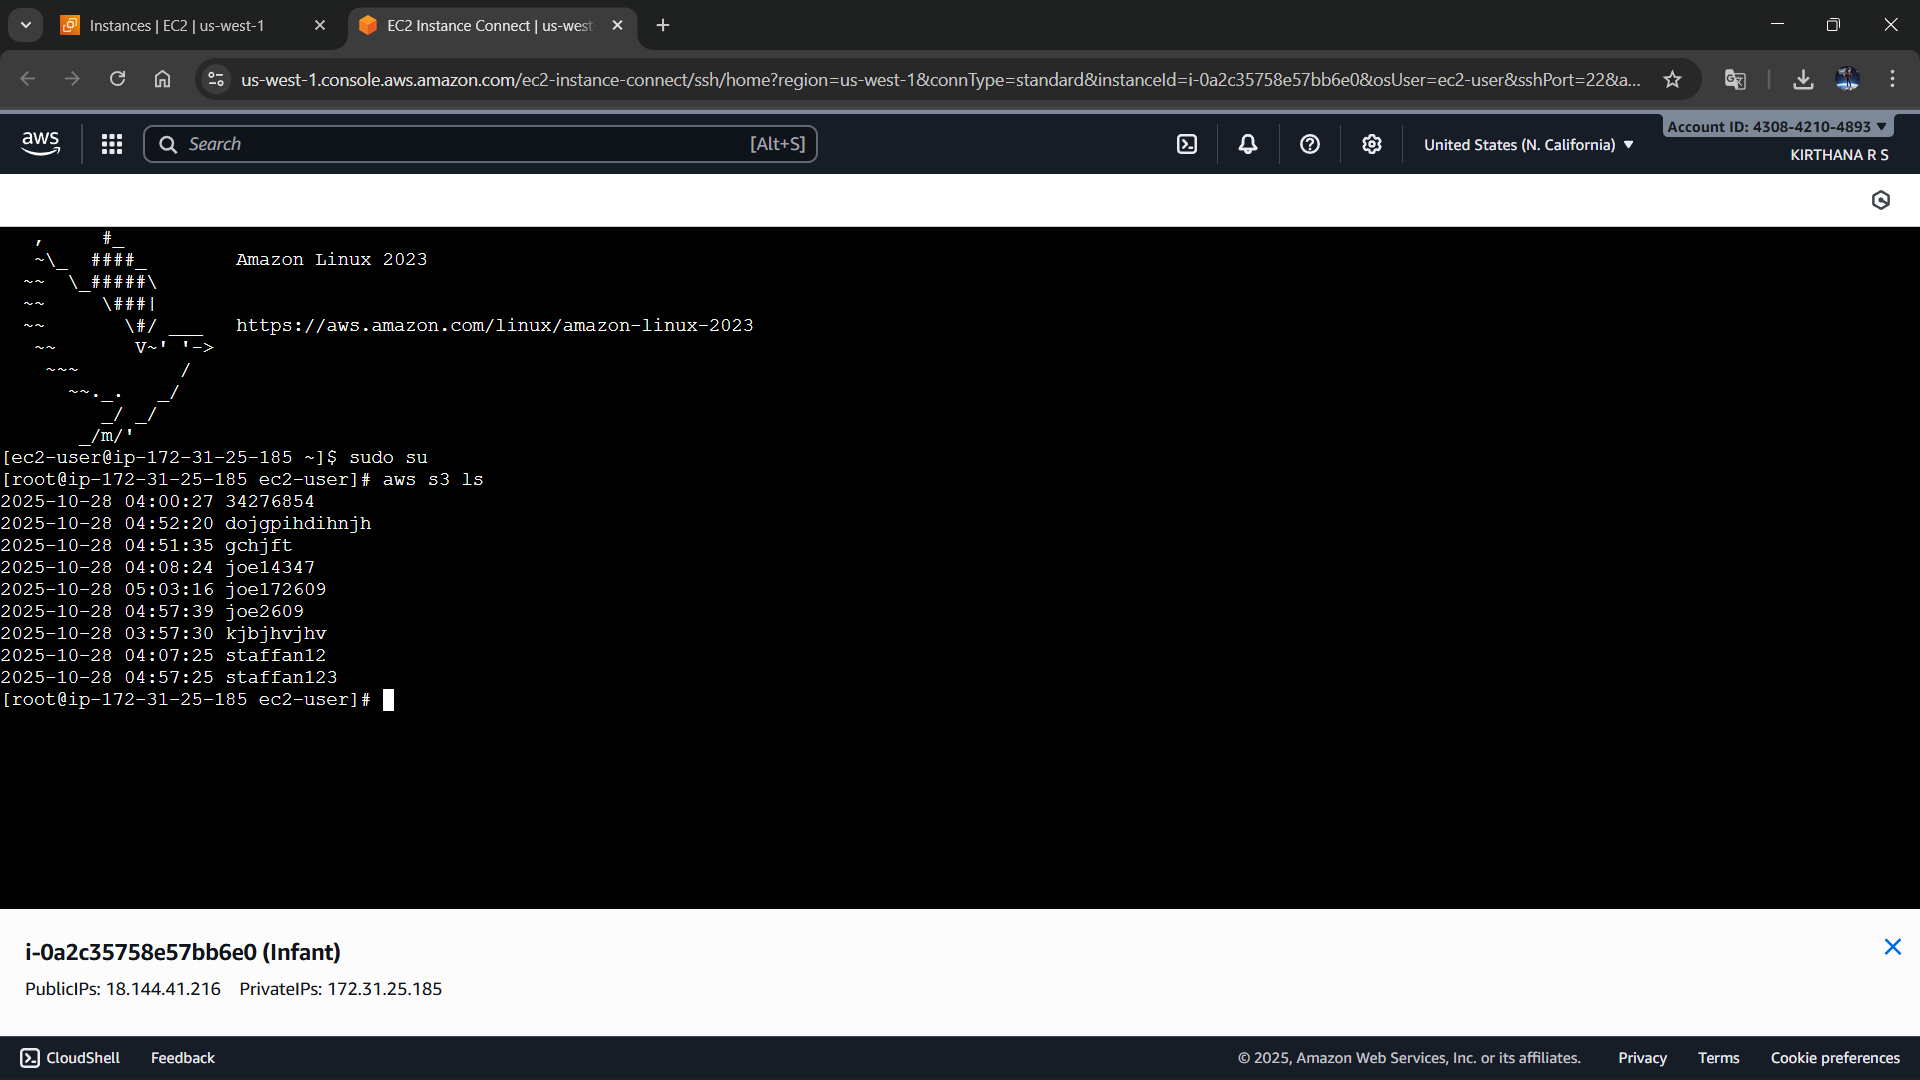 Instances | EC2 | us-west-1
EC2 Instance Connect | us-west-
us-west-1.console.aws.amazon.com/ec2-instance-connect/ssh/home?region=us-west-1&connType=standard&instanceId=i-0a2c35758e57bb6e0&osUser=ec2-user&sshPort=22&a...
aws
Search
[Alt+S]
United States (N. California)
Account ID: 4308-4210-4893
KIRTHANA R S
   ,     #_
   ~\_  ####_        Amazon Linux 2023
  ~~  \_#####\
  ~~     \###|
  ~~       \#/ ___   https://aws.amazon.com/linux/amazon-linux-2023
   ~~       V~' '->
    ~~~         /
      ~~._.   _/
         _/ _/
       _/m/'
[ec2-user@ip-172-31-25-185 ~]$ sudo su
[root@ip-172-31-25-185 ec2-user]# aws s3 ls
2025-10-28 04:00:27 34276854
2025-10-28 04:52:20 dojgpihdihnjh
2025-10-28 04:51:35 gchjft
2025-10-28 04:08:24 joe14347
2025-10-28 05:03:16 joe172609
2025-10-28 04:57:39 joe2609
2025-10-28 03:57:30 kjbjhvjhv
2025-10-28 04:07:25 staffan12
2025-10-28 04:57:25 staffan123
[root@ip-172-31-25-185 ec2-user]#
i-0a2c35758e57bb6e0 (Infant)
PublicIPs: 18.144.41.216 PrivateIPs: 172.31.25.185
CloudShell
Feedback
© 2025, Amazon Web Services, Inc. or its affiliates.
Privacy
Terms
Cookie preferences